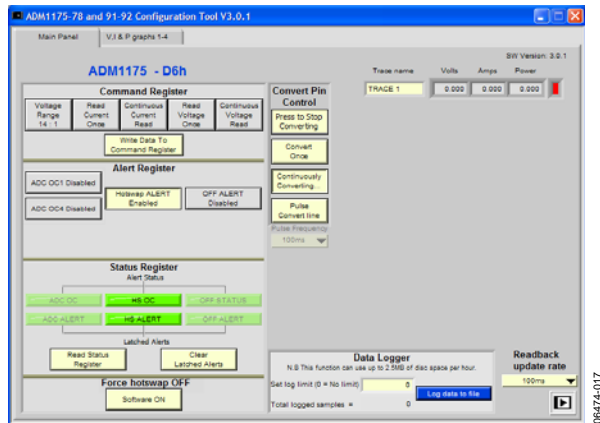 ADM1175-78 and 91-92 Configuration Tool V3.0.1
Main Panel
V,I & P graphs 1-4
SW Version: 3.0.1
ADM1175 - D6h
Trace name Volts Amps Power
TRACE 1 0.000 0.000 0.000
Command Register
Voltage Range 14 : 1
Read Current Once
Continuous Current Read
Read Voltage Once
Continuous Voltage Read
Write Data To Command Register
Convert Pin Control
Press to Stop Converting
Convert Once
Continuously Converting...
Pulse Convert line
Pulse Frequency
100ms
Alert Register
ADC OC1 Disabled
ADC OC4 Disabled
Hotswap ALERT Enabled
OFF ALERT Disabled
Status Register
Alert Status
ADC OC
HS OC
OFF STATUS
ADC ALERT
HS ALERT
OFF ALERT
Latched Alerts
Read Status Register
Clear Latched Alerts
Force hotswap OFF
Software ON
Data Logger
N.B This function can use up to 2.5MB of disc space per hour.
Set log limit (0 = No limit) 0
Log data to file
Total logged samples = 0
Readback update rate
100ms
06474-017